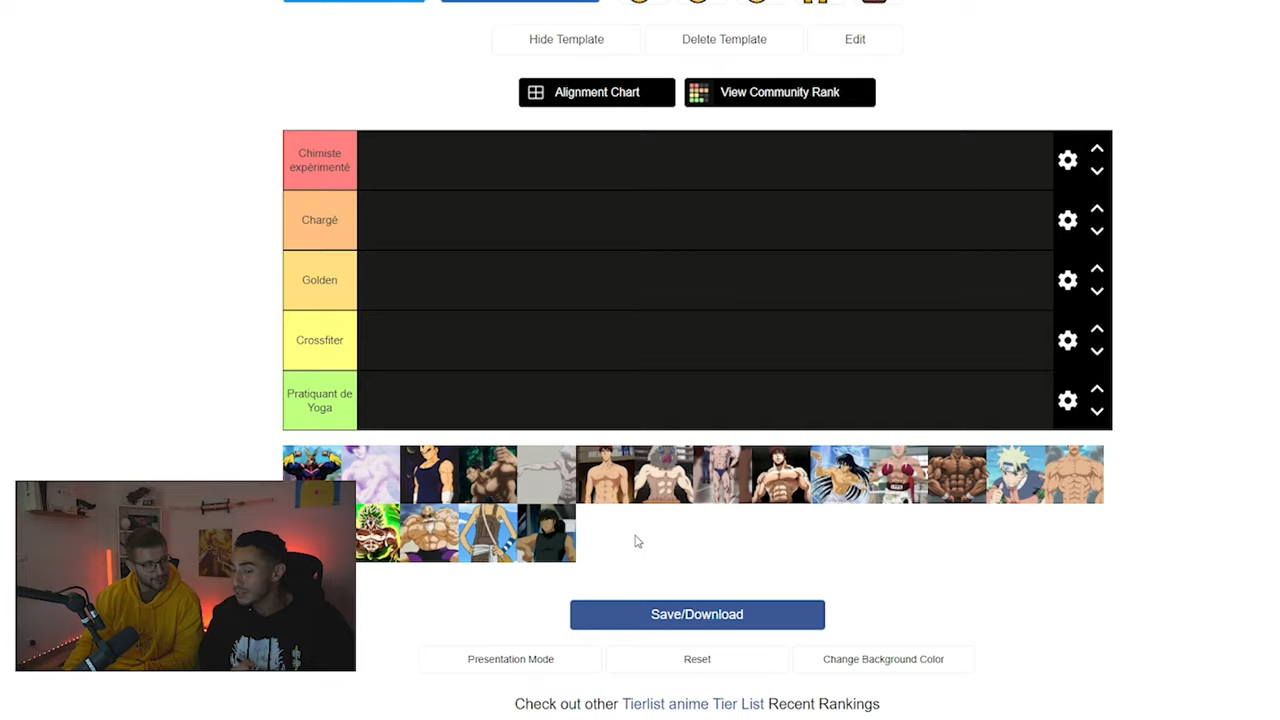 Hide Template
Delete Template
Edit
Alignment Chart
View Community Rank
Chimiste
expérimenté
Chargé
Golden
Crossfiter
Pratiquant de
Yoga
Save/Download
Presentation Mode
Reset
Change Background Color
Check out other Tierlist anime Tier List Recent Rankings